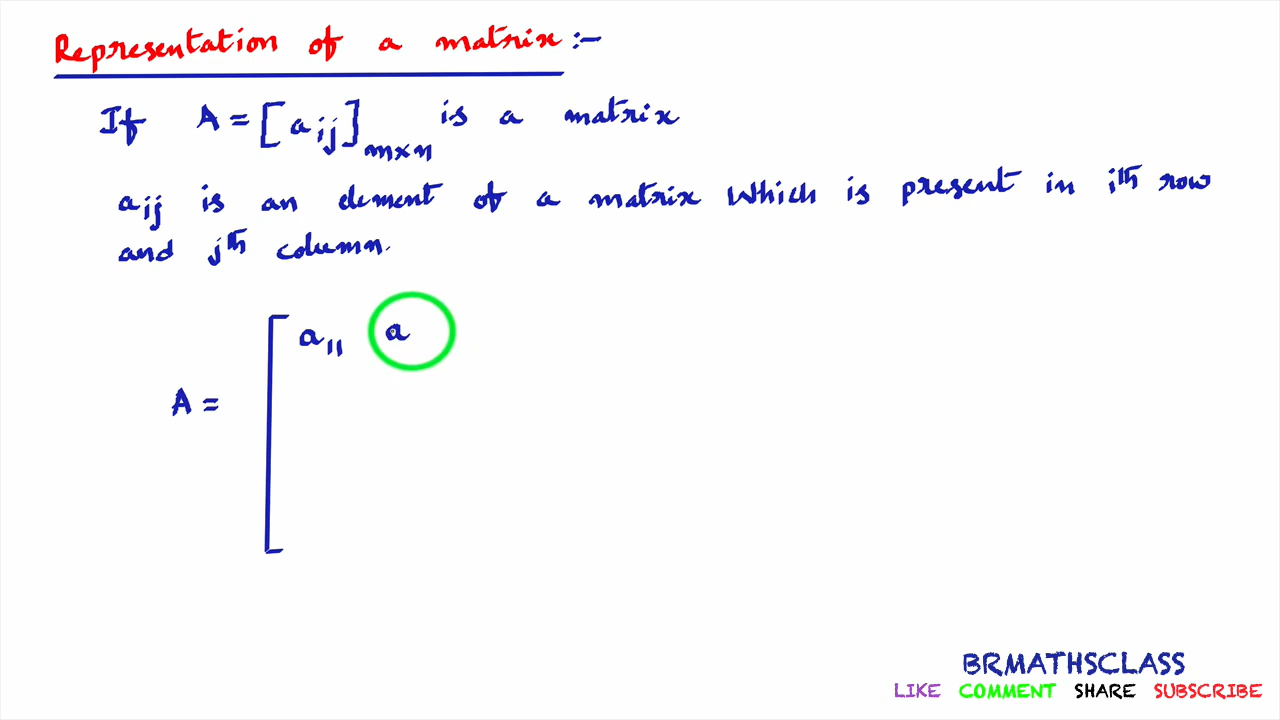 Representation of a matrix :-
If A = [aij]m×n is a matrix
aij is an element of a matrix which is present in ith row
and jth column.
a11 a
A =
BRMATHSCLASS
LIKE COMMENT SHARE SUBSCRIBE